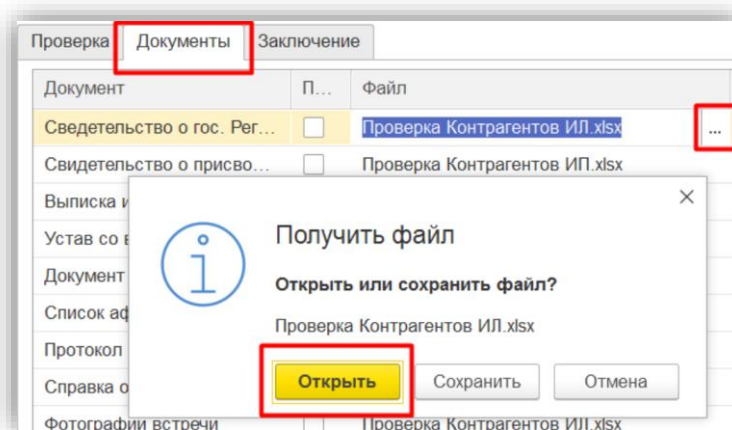 Проверка Документы Заключение
Документ П... Файл
Сведетельство о гос. Рег... Проверка Контрагентов ИЛ.xlsx ...
Свидетельство о присво... Проверка Контрагентов ИП.xlsx
Выписка и
Устав со в
Документ
Список аф
Протокол
Справка о
Фотографии встречи Проверка Контрагентов ИЛ.xlsx
Получить файл
Открыть или сохранить файл?
Проверка Контрагентов ИЛ.xlsx
Открыть Сохранить Отмена